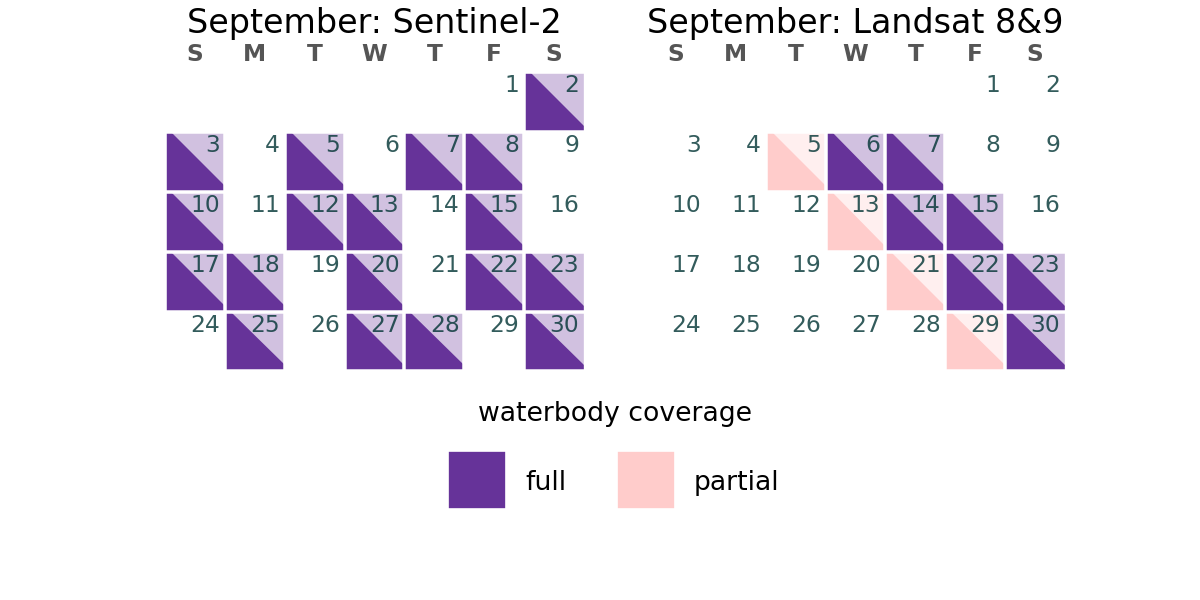 September: Sentinel-2
S M T W T F S
1 2
3 4 5 6 7 8 9
10 11 12 13 14 15 16
17 18 19 20 21 22 23
24 25 26 27 28 29 30
September: Landsat 8&9
S M T W T F S
1 2
3 4 5 6 7 8 9
10 11 12 13 14 15 16
17 18 19 20 21 22 23
24 25 26 27 28 29 30
waterbody coverage
full partial